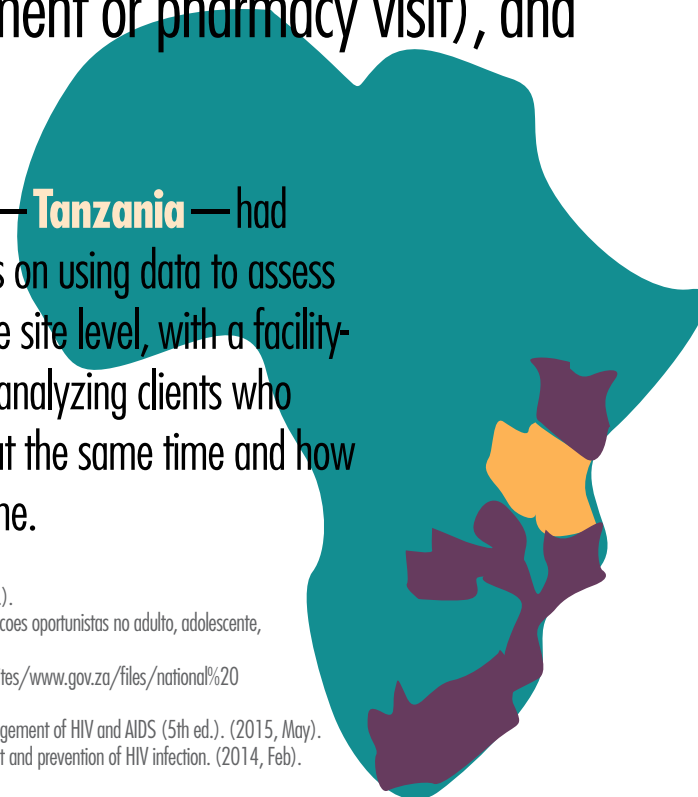 ment or pharmacy visit), and
— Tanzania — had
s on using data to assess
e site level, with a facility-
analyzing clients who
at the same time and how
ne.
.).
coes oportunistas no adulto, adolescente,
tes/www.gov.za/files/national%20
gement of HIV and AIDS (5th ed.). (2015, May).
t and prevention of HIV infection. (2014, Feb).